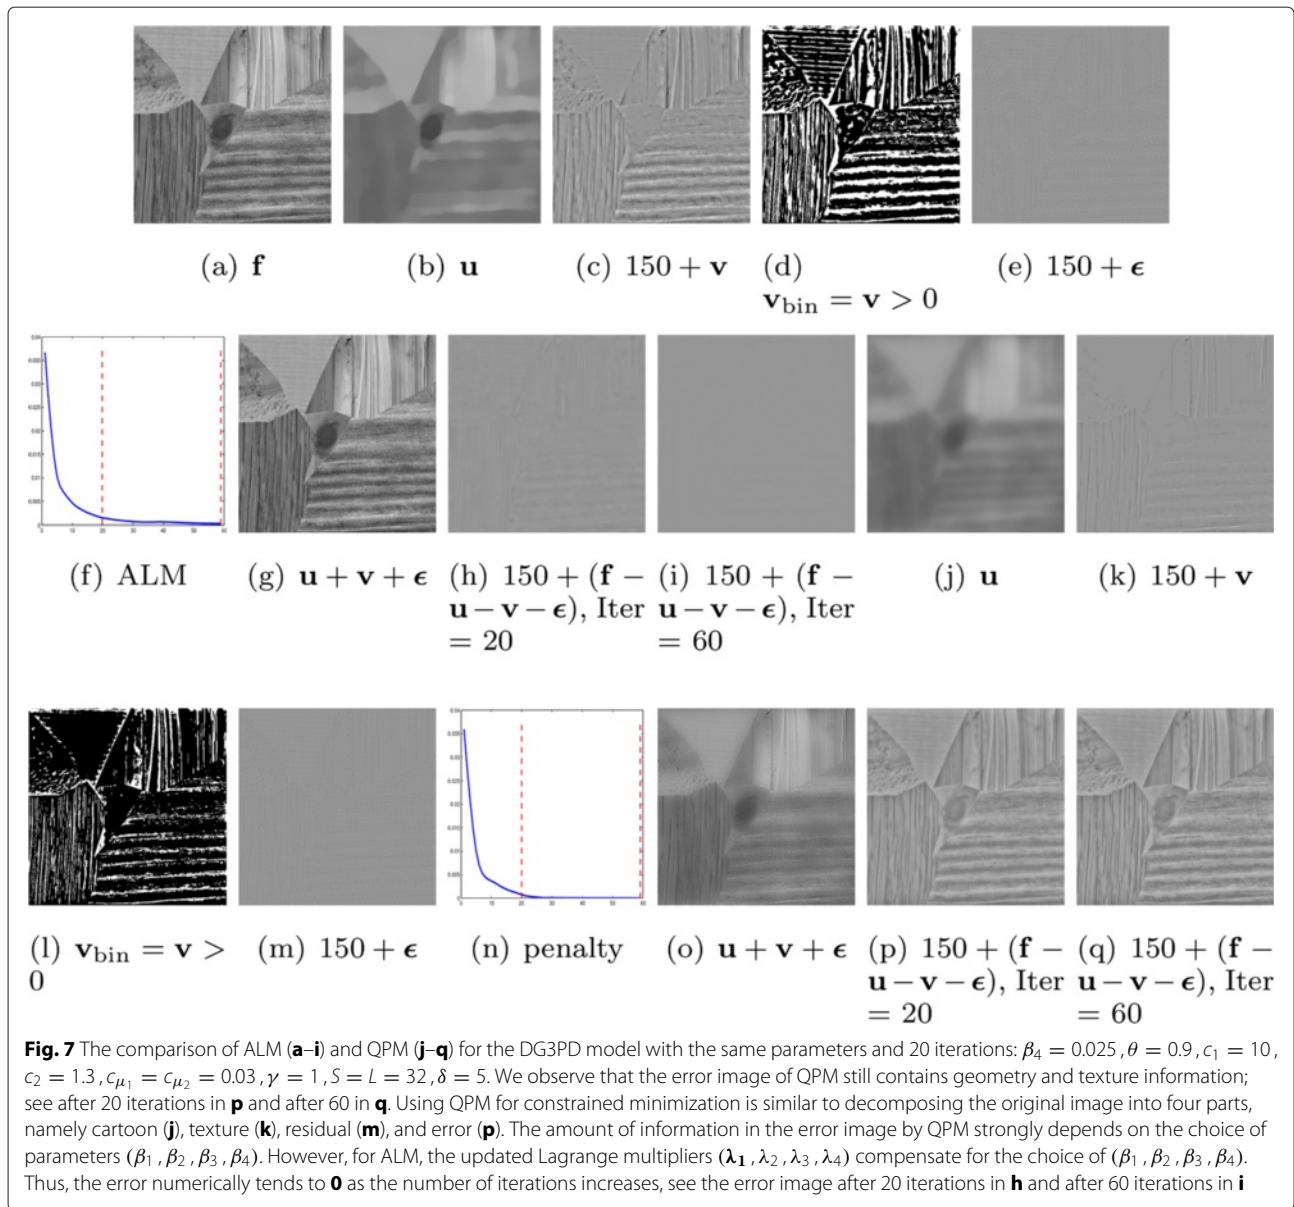 (a) f
(b) u
(c) 150 + v
(d)
v_bin = v > 0
(e) 150 + ϵ
(f) ALM
(g) u + v + ϵ
(h) 150 + (f −
u − v − ϵ), Iter
= 20
(i) 150 + (f −
u − v − ϵ), Iter
= 60
(j) u
(k) 150 + v
(l) v_bin = v >
0
(m) 150 + ϵ
(n) penalty
(o) u + v + ϵ
(p) 150 + (f −
u − v − ϵ), Iter
= 20
(q) 150 + (f −
u − v − ϵ), Iter
= 60
Fig. 7 The comparison of ALM (a–i) and QPM (j–q) for the DG3PD model with the same parameters and 20 iterations: β₄ = 0.025, θ = 0.9, c₁ = 10,
c₂ = 1.3, c_μ₁ = c_μ₂ = 0.03, γ = 1, S = L = 32, δ = 5. We observe that the error image of QPM still contains geometry and texture information;
see after 20 iterations in p and after 60 in q. Using QPM for constrained minimization is similar to decomposing the original image into four parts,
namely cartoon (j), texture (k), residual (m), and error (p). The amount of information in the error image by QPM strongly depends on the choice of
parameters (β₁, β₂, β₃, β₄). However, for ALM, the updated Lagrange multipliers (λ₁, λ₂, λ₃, λ₄) compensate for the choice of (β₁, β₂, β₃, β₄).
Thus, the error numerically tends to 0 as the number of iterations increases, see the error image after 20 iterations in h and after 60 iterations in i